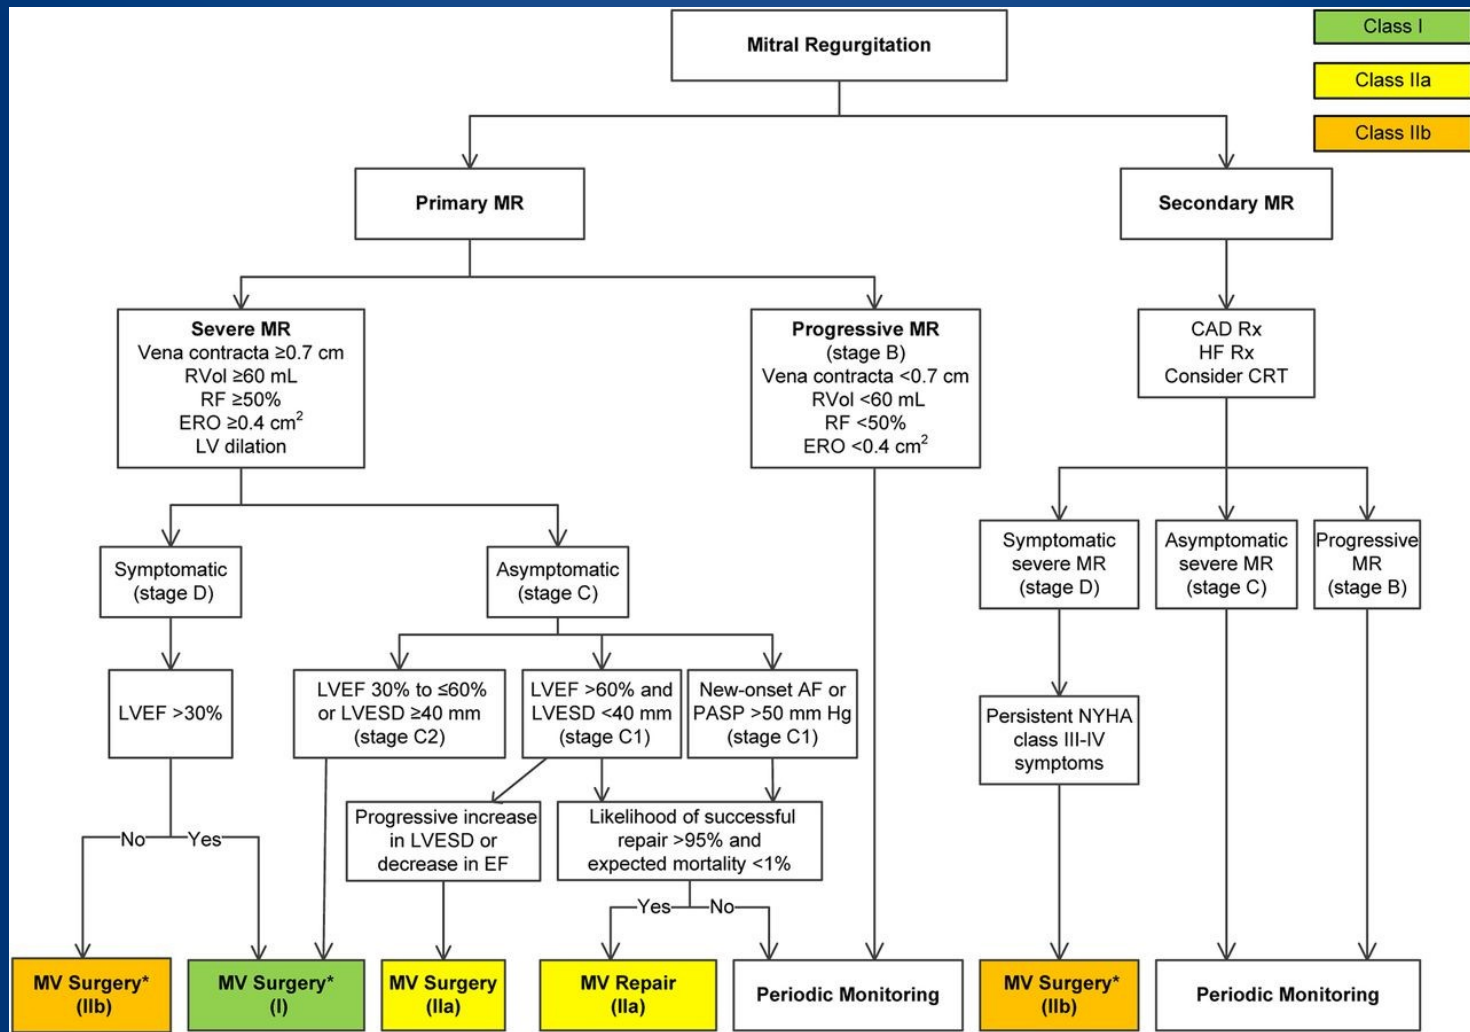 Mitral Regurgitation
Class I
Class IIa
Class IIb
Primary MR
Secondary MR
Severe MR
Vena contracta ≥0.7 cm
RVol ≥60 mL
RF ≥50%
ERO ≥0.4 cm²
LV dilation
Progressive MR
(stage B)
Vena contracta <0.7 cm
RVol <60 mL
RF <50%
ERO <0.4 cm²
CAD Rx
HF Rx
Consider CRT
Symptomatic
(stage D)
Asymptomatic
(stage C)
Symptomatic
severe MR
(stage D)
Asymptomatic
severe MR
(stage C)
Progressive
MR
(stage B)
LVEF >30%
LVEF 30% to ≤60%
or LVESD ≥40 mm
(stage C2)
LVEF >60% and
LVESD <40 mm
(stage C1)
New-onset AF or
PASP >50 mm Hg
(stage C1)
Persistent NYHA
class III-IV
symptoms
Progressive increase
in LVESD or
decrease in EF
Likelihood of successful
repair >95% and
expected mortality <1%
No
Yes
Yes
No
MV Surgery*
(IIb)
MV Surgery*
(I)
MV Surgery
(IIa)
MV Repair
(IIa)
Periodic Monitoring
MV Surgery*
(IIb)
Periodic Monitoring